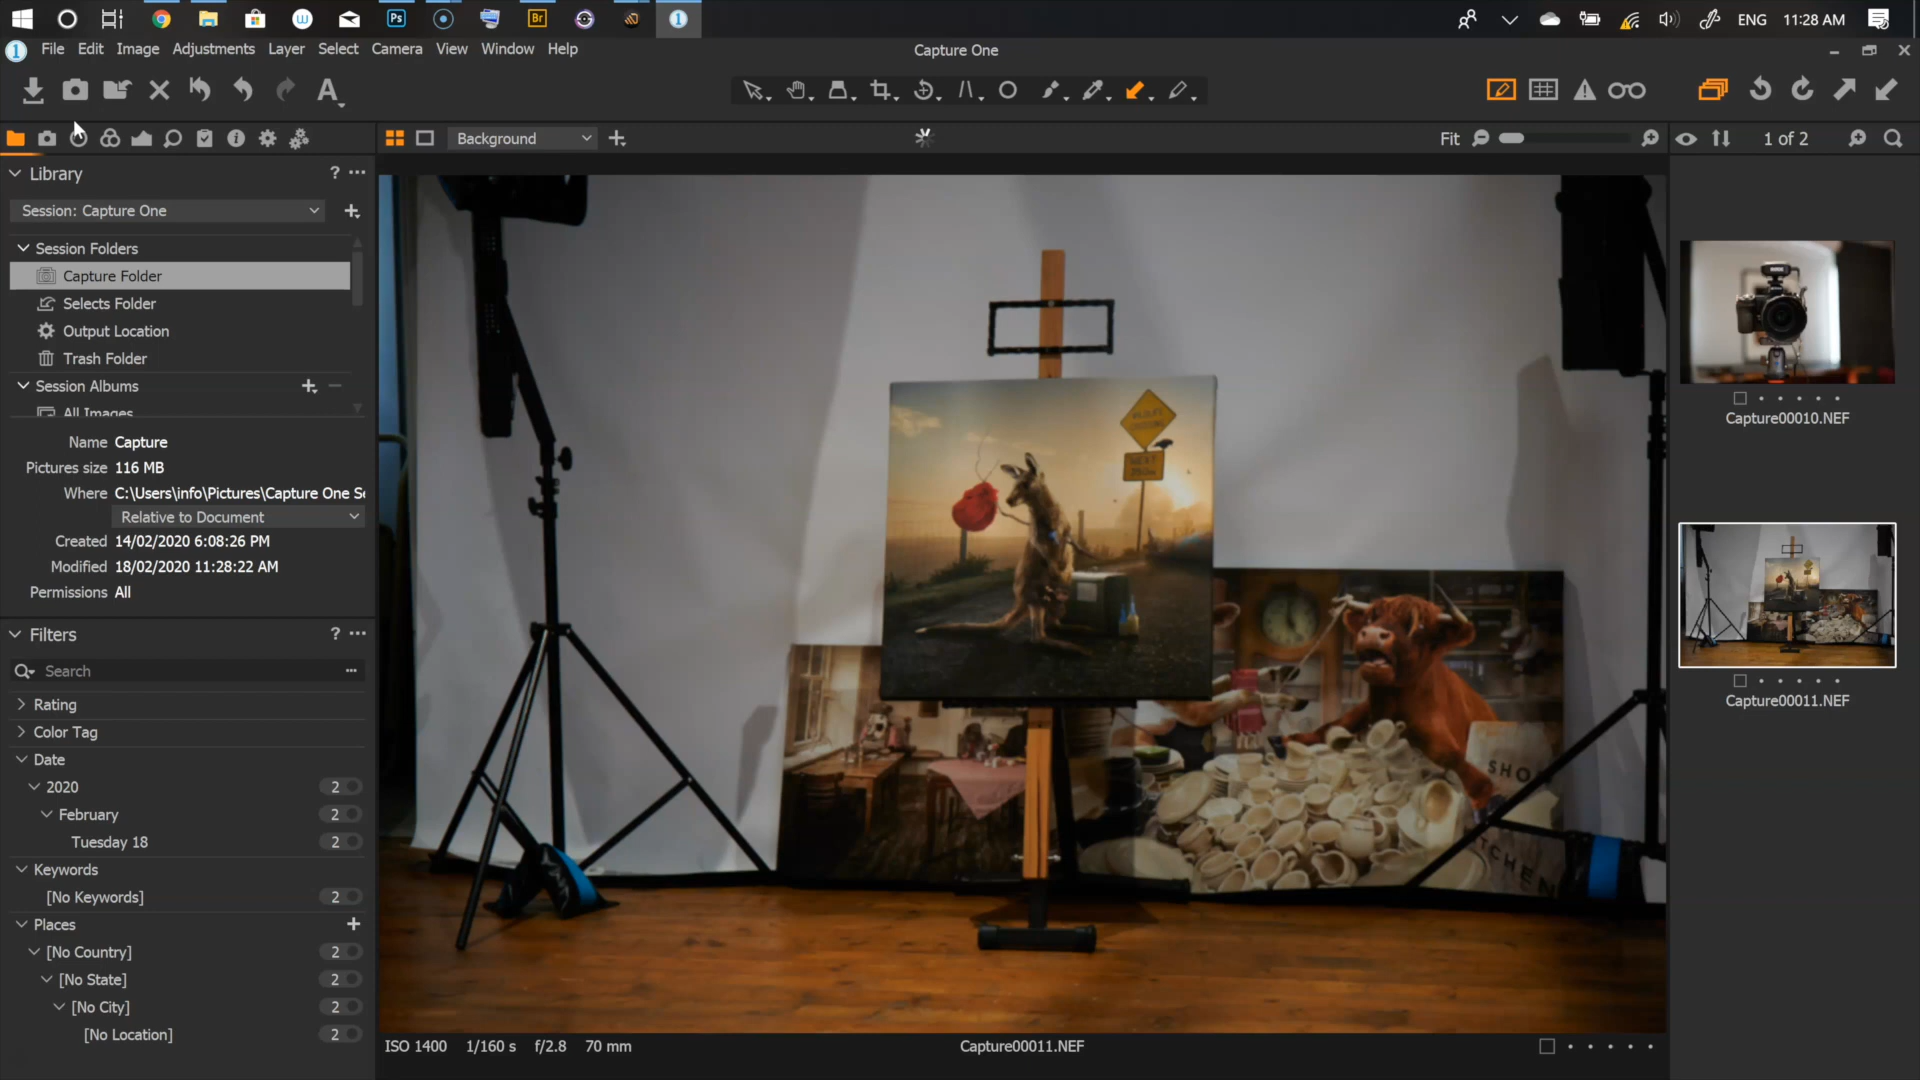 ENG 11:28 AM
File Edit Image Adjustments Layer Select Camera View Window Help
Capture One
Background
Fit
1 of 2
Library
Session: Capture One
Session Folders
Capture Folder
Selects Folder
Output Location
Trash Folder
Session Albums
All Images
Name Capture
Pictures size 116 MB
Where C:\Users\info\Pictures\Capture One Se
Relative to Document
Created 14/02/2020 6:08:26 PM
Modified 18/02/2020 11:28:22 AM
Permissions All
Filters
Search
Rating
Color Tag
Date
2020 2
February 2
Tuesday 18 2
Keywords
[No Keywords] 2
Places
[No Country] 2
[No State] 2
[No City] 2
[No Location] 2
NEXT
SHO
TCHEN
ISO 1400 1/160 s f/2.8 70 mm
Capture00011.NEF
Capture00010.NEF
Capture00011.NEF